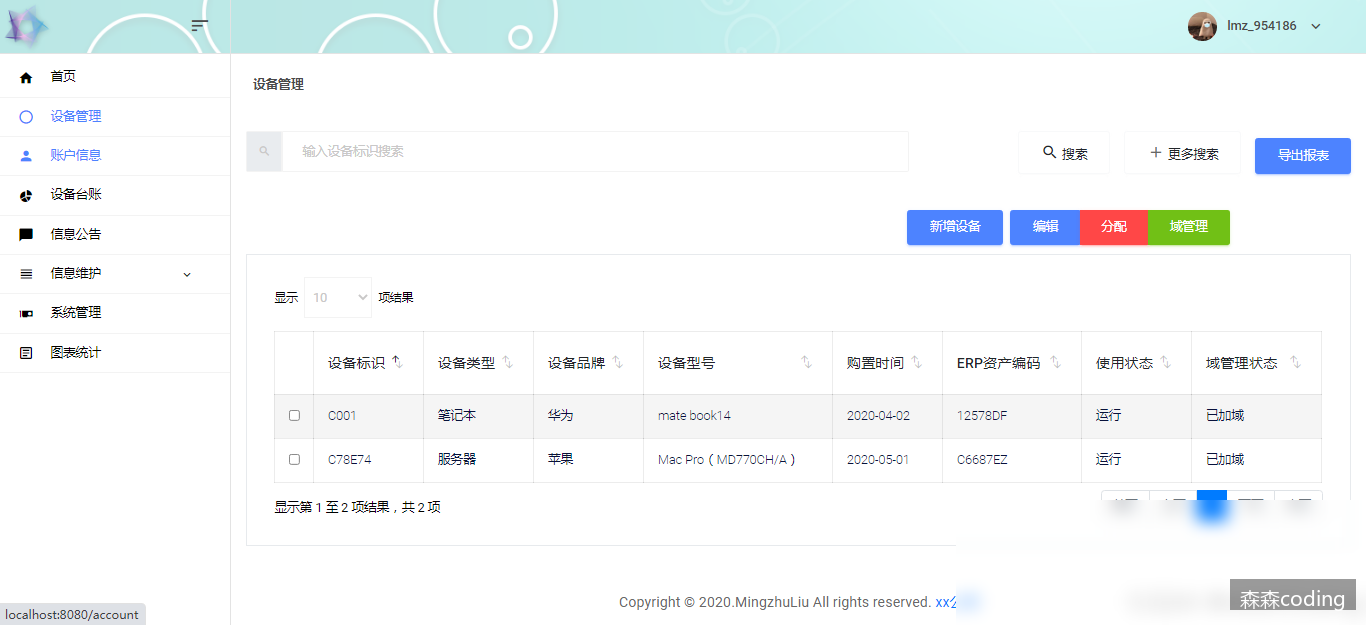 lmz_954186
首页
设备管理
账户信息
设备台账
信息公告
信息维护
系统管理
图表统计
设备管理
输入设备标识搜索
搜索
更多搜索
导出报表
新增设备 编辑 分配 域管理
显示 10 项结果
设备标识 设备类型 设备品牌 设备型号 购置时间 ERP资产编码 使用状态 域管理状态
C001 笔记本 华为 mate book14 2020-04-02 12578DF 运行 已加域
C78E74 服务器 苹果 Mac Pro（MD770CH/A） 2020-05-01 C6687EZ 运行 已加域
显示第 1 至 2 项结果，共 2 项
Copyright © 2020.MingzhuLiu All rights reserved. xx
localhost:8080/account
森森coding